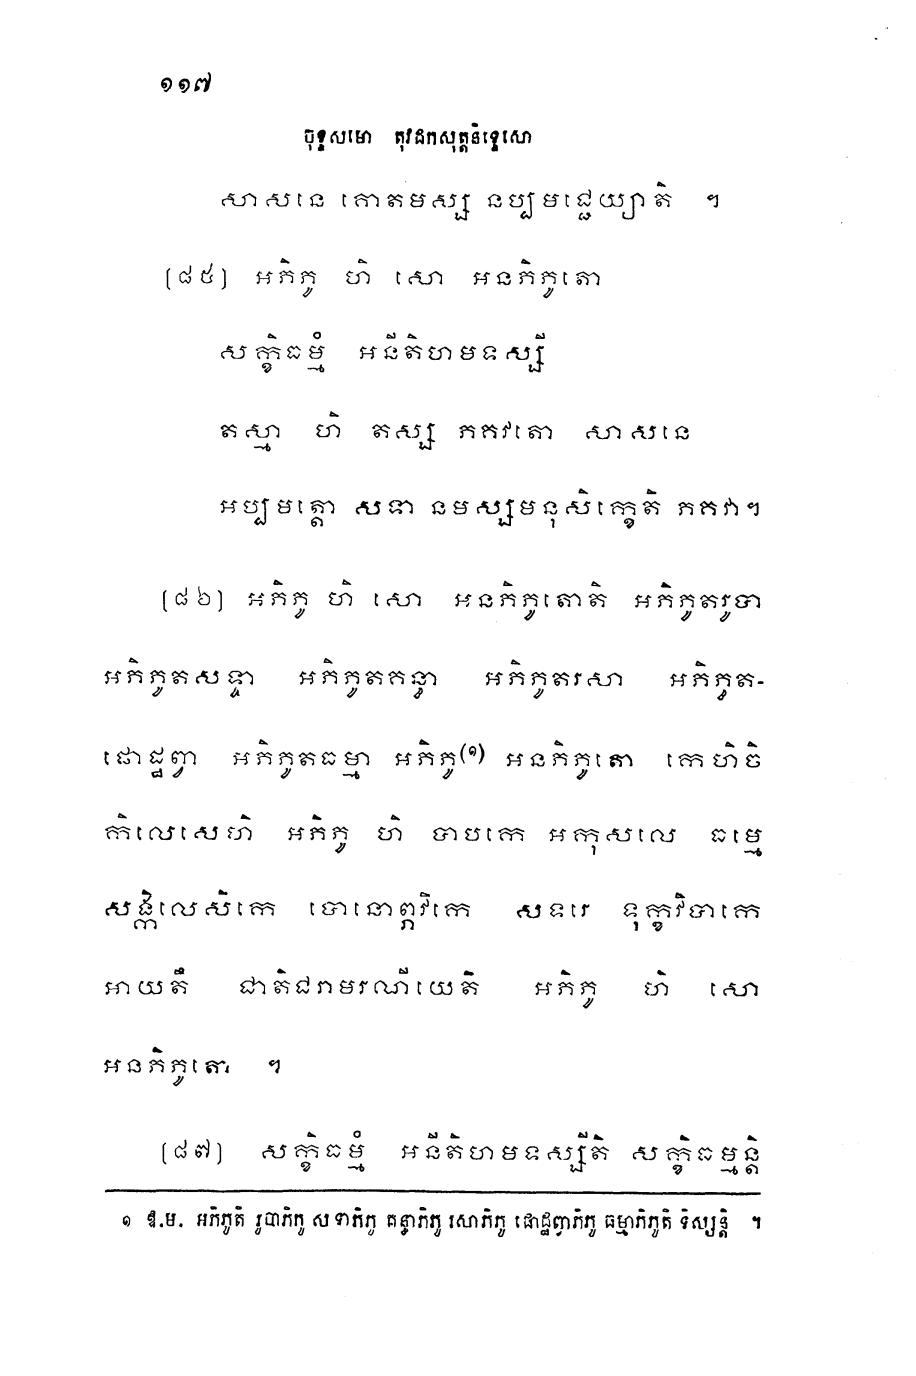 ១១៧
ចុទ្ទសមោ តុវដកសុត្តនិទ្ទេសោ
សាសនេ គោតមស្ស នប្បមជ្ជេយ្យាតិ ។
(៨៥) អភិភូ ហិ សោ អនភិភូតោ
សក្ខិធម្មំ អនីតិហមទស្សី
តស្មា ហិ តស្ស ភគវតោ សាសនេ
អប្បមត្តោ សទា នមស្សមនុសិក្ខេតិ ភគវា។
(៨៦) អភិភូ ហិ សោ អនភិភូតោតិ អភិភូតរូបា
អភិភូតសទ្ទា អភិភូតគន្ធា អភិភូតរសា អភិភូត-
ផោដ្ឋព្វា អភិភូតធម្មា អភិភូ(១) អនភិភូតោ កេហិចិ
កិលេសេហិ អភិភូ ហិ បាបកេ អកុសលេ ធម្មេ
សង្កិលេសិកេ បោនោព្ភវិកេ សទរេ ទុក្ខវិបាកេ
អាយតឹ ជាតិជរាមរណីយេតិ អភិភូ ហិ សោ
អនភិភូតោ ។
(៨៧) សក្ខិធម្មំ អនីតិហមទស្សីតិ សក្ខិធម្មន្តិ
១ ឱ.ម. អភិភូតិ រូបាភិភូ សទ្ទាភិភូ គន្ធាភិភូ រសាភិភូ ផោដ្ឋព្វាភិភូ ធម្មាភិភូតិ ទិស្សន្តិ ។